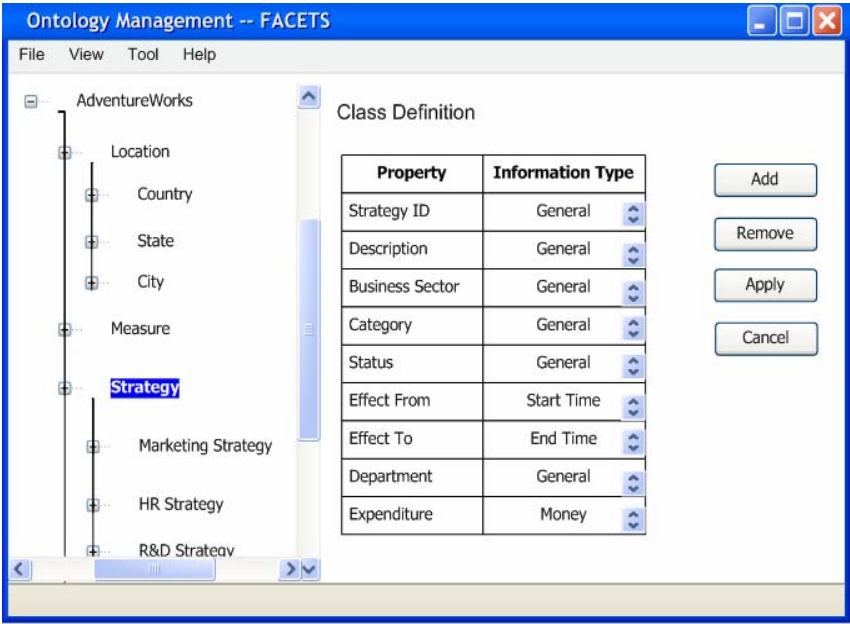 Ontology Management -- FACETS
File View Tool Help
AdventureWorks
Location
Country
State
City
Measure
Strategy
Marketing Strategy
HR Strategy
R&D Strategy
Class Definition
Property Information Type
Strategy ID General
Description General
Business Sector General
Category General
Status General
Effect From Start Time
Effect To End Time
Department General
Expenditure Money
Add
Remove
Apply
Cancel